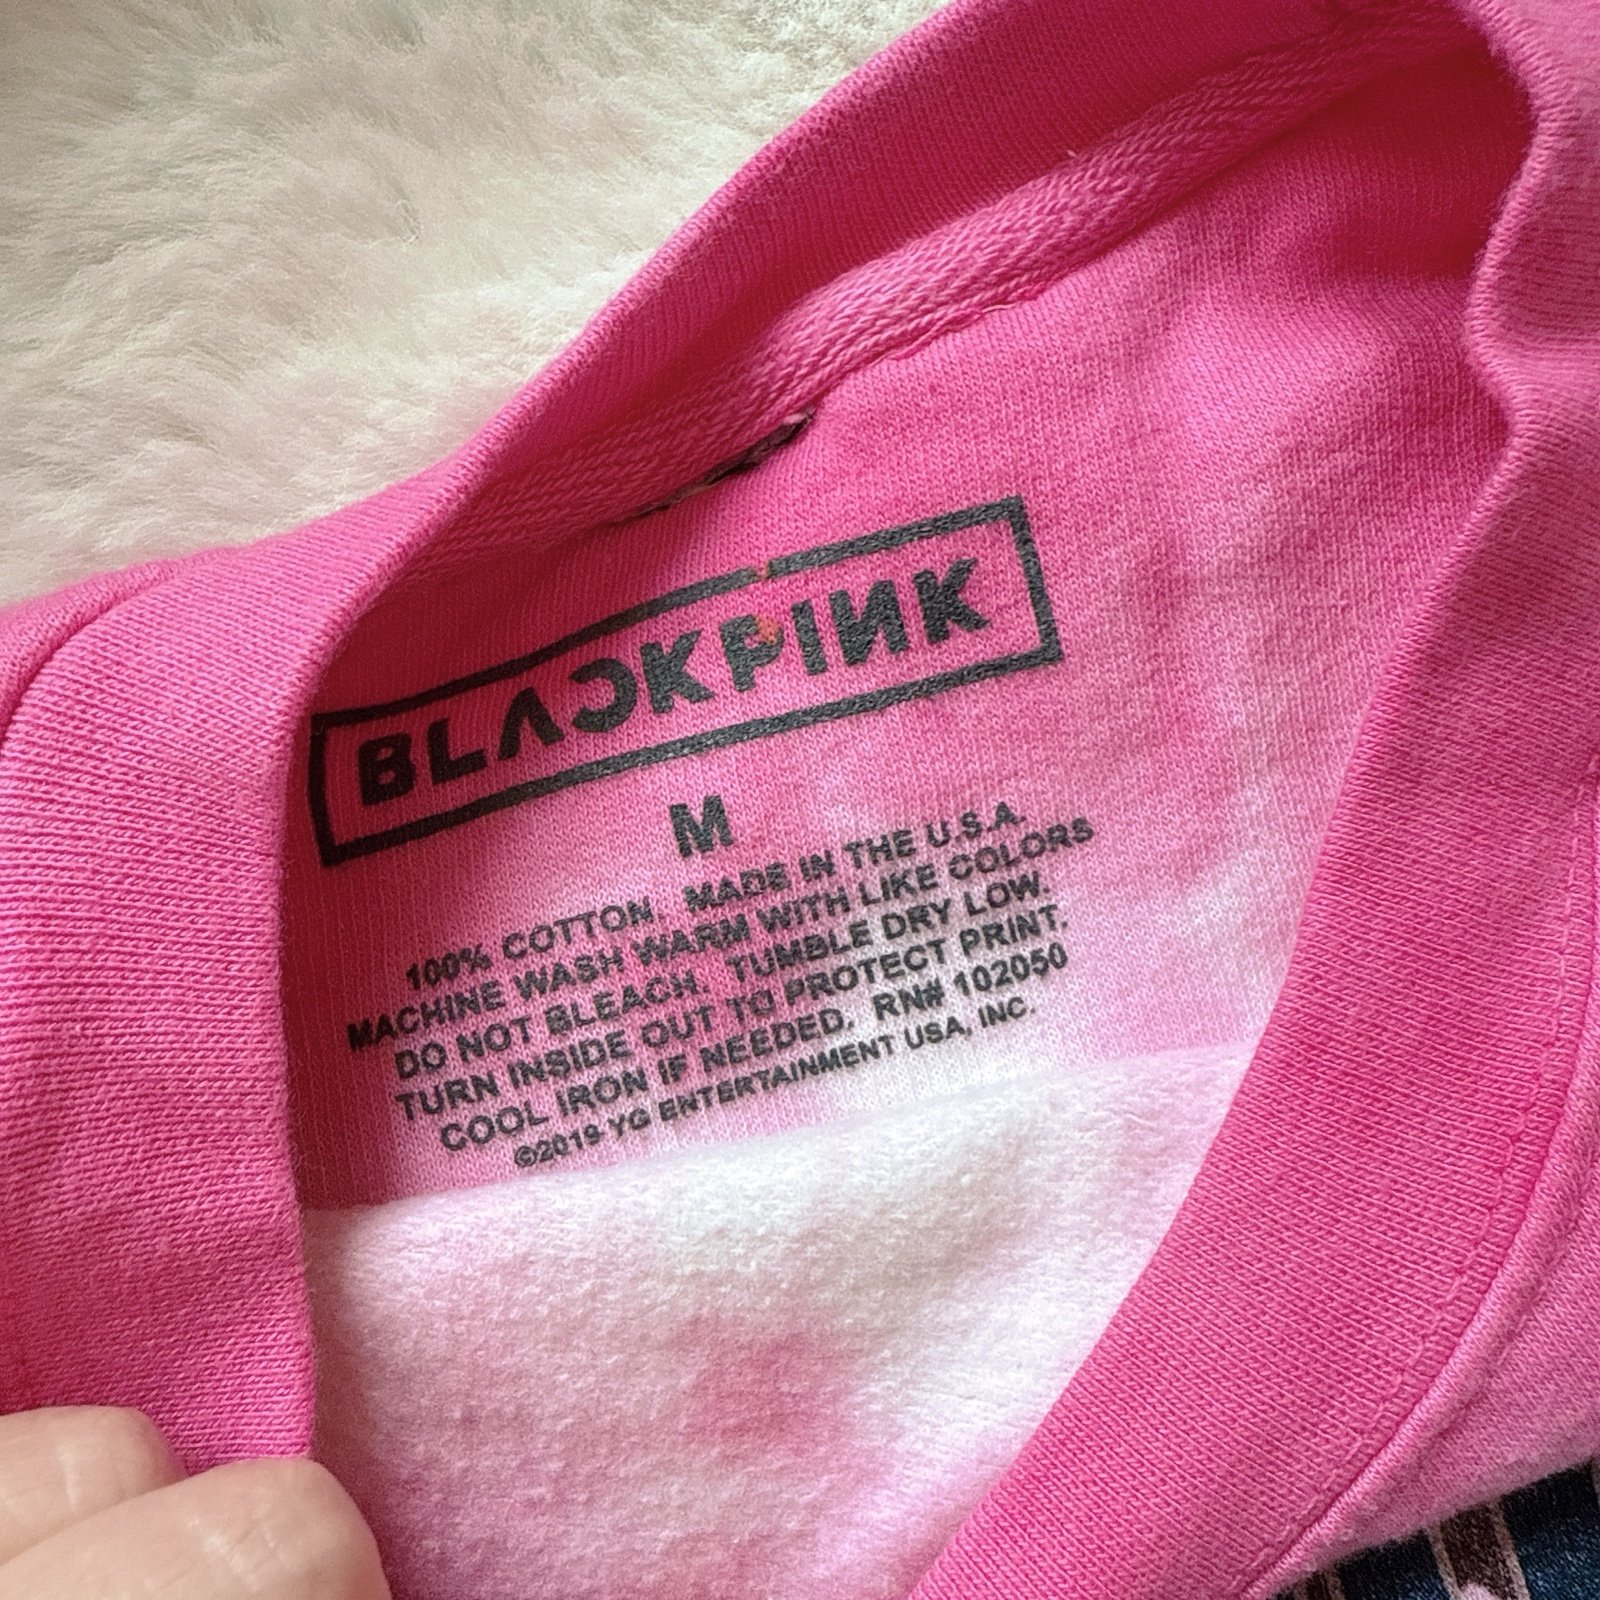 BLACKPINK
M
100% COTTON. MADE IN THE U.S.A.
MACHINE WASH WARM WITH LIKE COLORS
DO NOT BLEACH. TUMBLE DRY LOW.
TURN INSIDE OUT TO PROTECT PRINT.
COOL IRON IF NEEDED. RN# 102050
©2019 YG ENTERTAINMENT USA, INC.